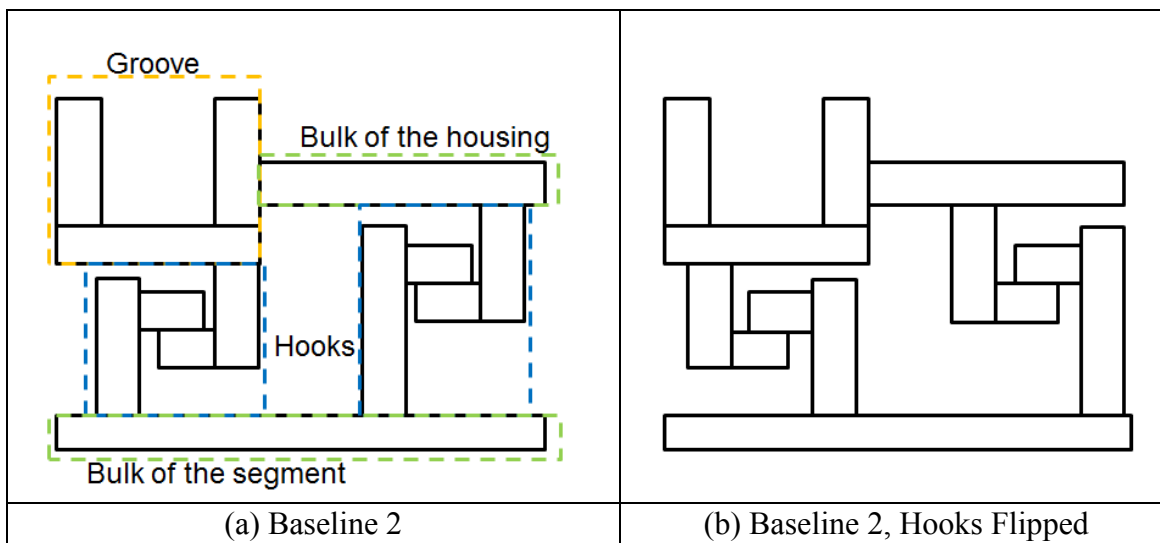 Groove
Bulk of the housing
Hooks
Bulk of the segment
(a) Baseline 2
(b) Baseline 2, Hooks Flipped